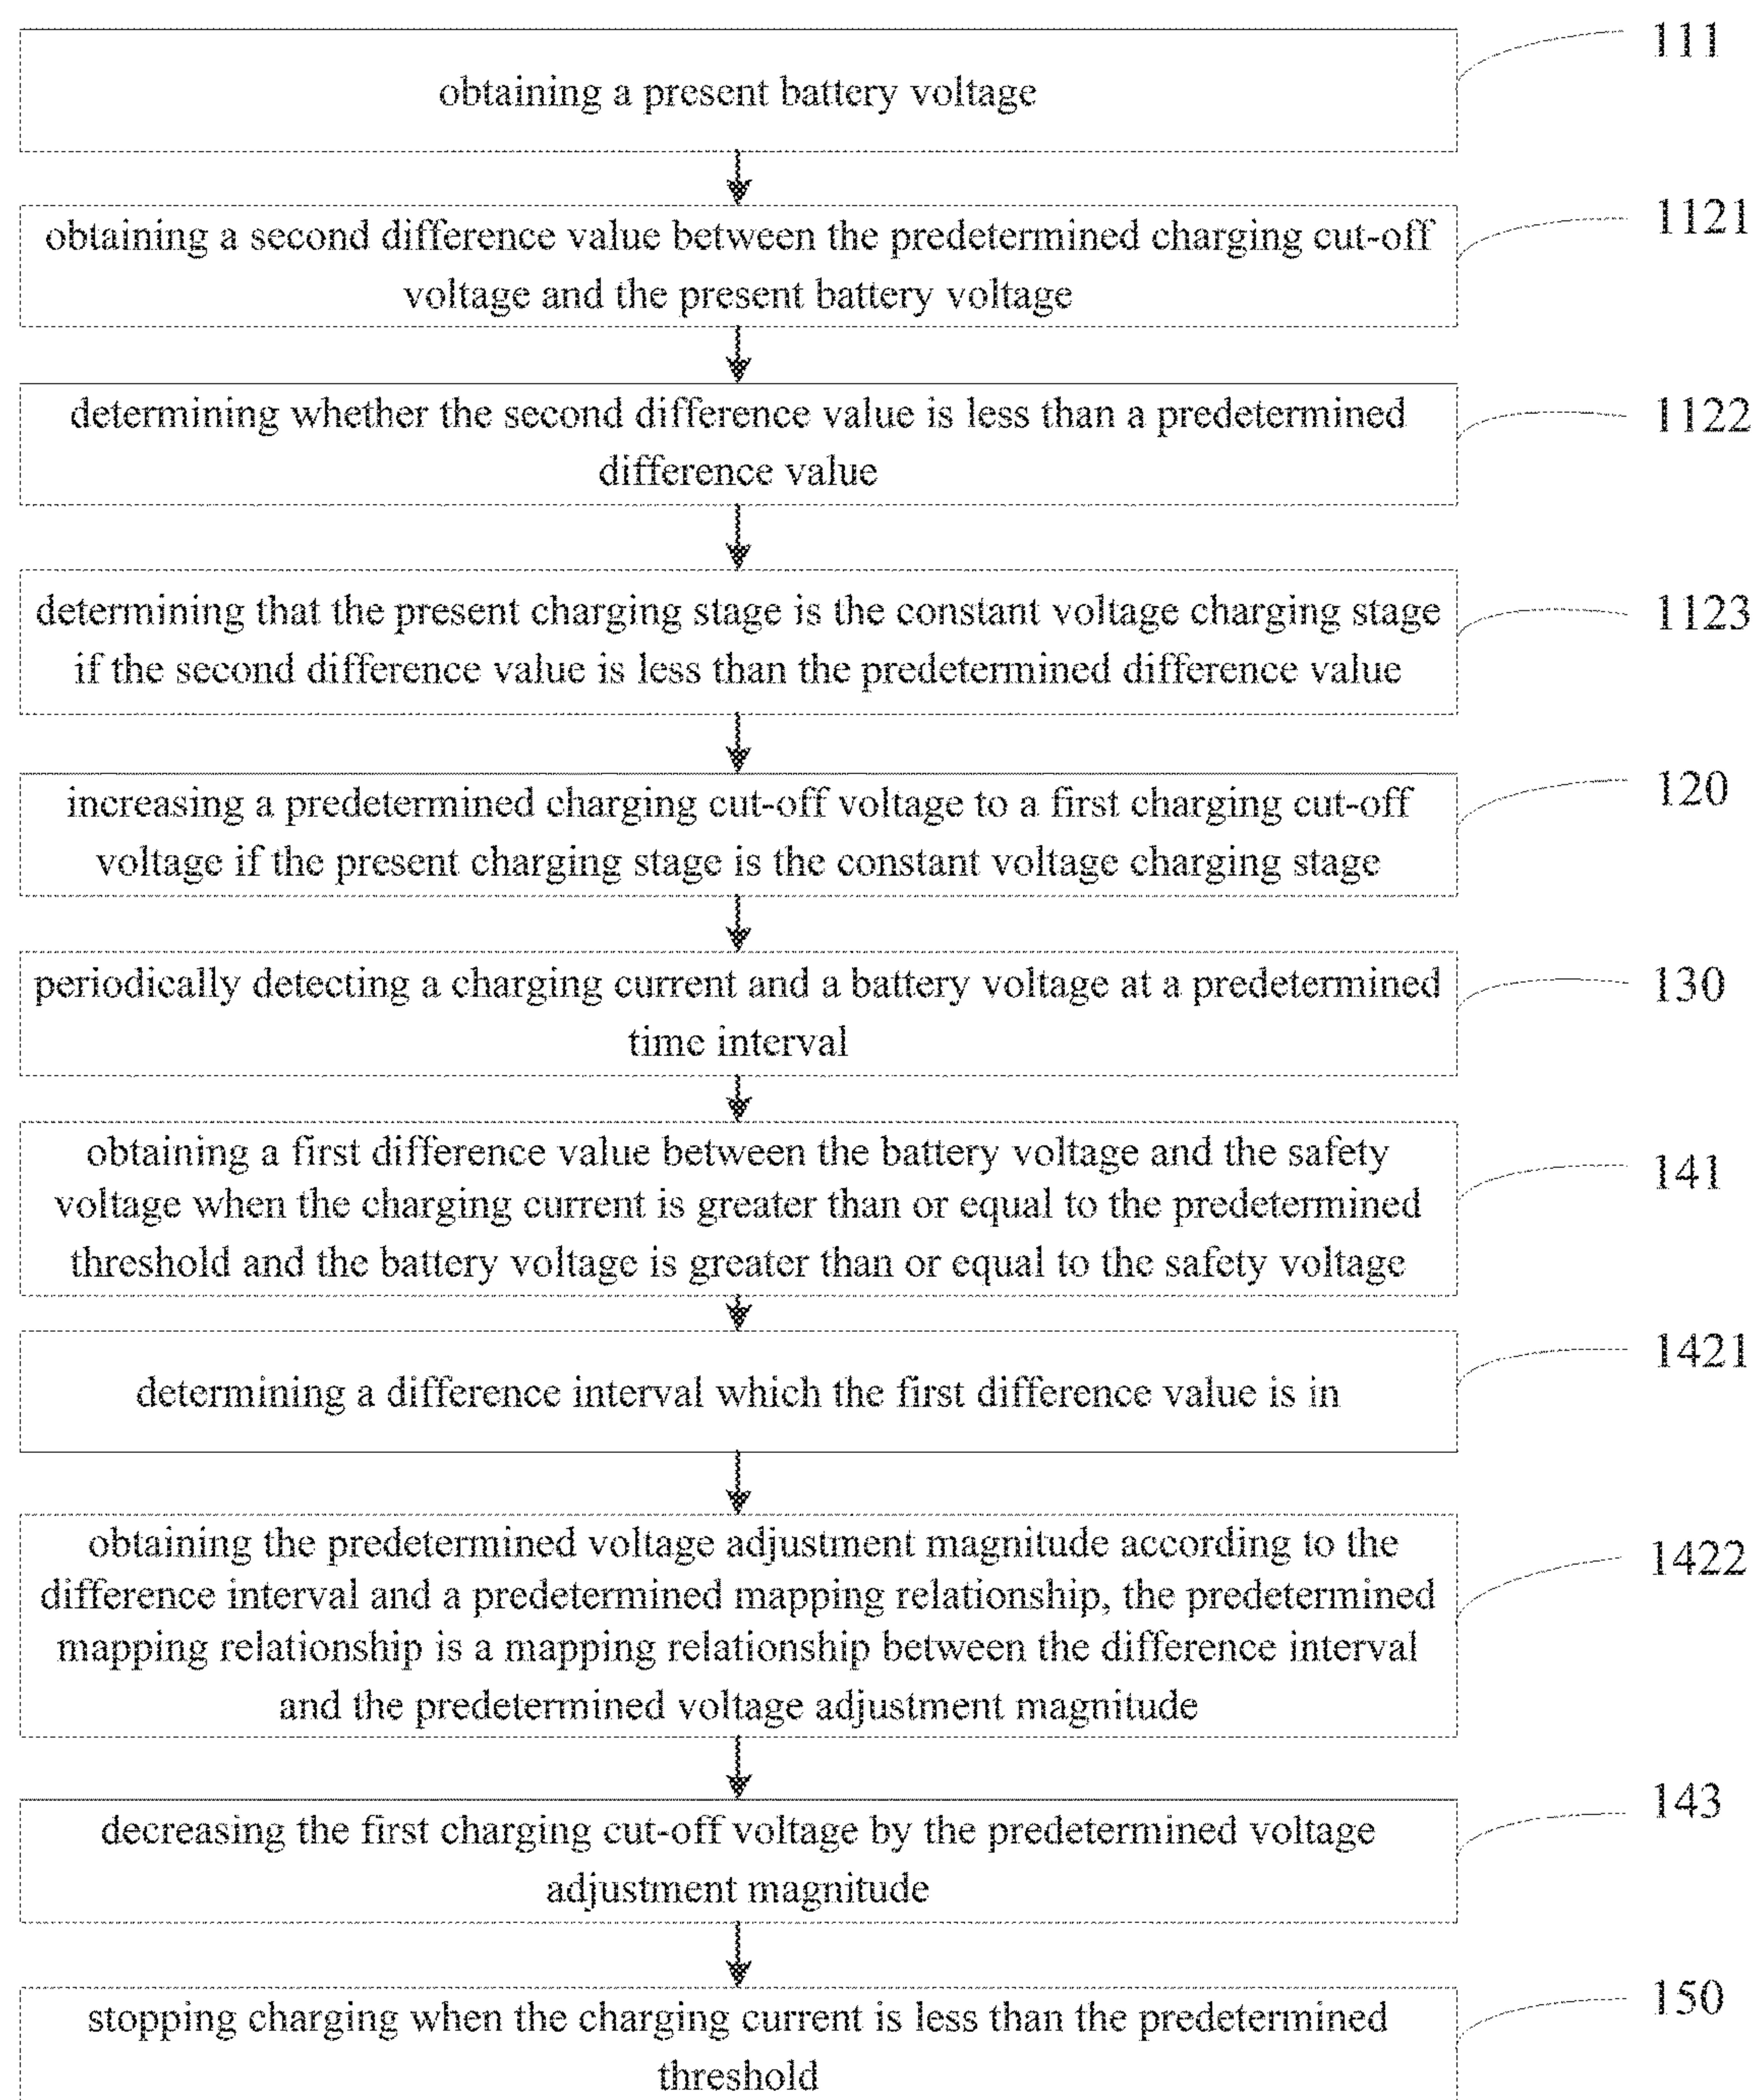 111
obtaining a present battery voltage
1121
obtaining a second difference value between the predetermined charging cut-off
voltage and the present battery voltage
1122
determining whether the second difference value is less than a predetermined
difference value
1123
determining that the present charging stage is the constant voltage charging stage
if the second difference value is less than the predetermined difference value
120
increasing a predetermined charging cut-off voltage to a first charging cut-off
voltage if the present charging stage is the constant voltage charging stage
130
periodically detecting a charging current and a battery voltage at a predetermined
time interval
141
obtaining a first difference value between the battery voltage and the safety
voltage when the charging current is greater than or equal to the predetermined
threshold and the battery voltage is greater than or equal to the safety voltage
1421
determining a difference interval which the first difference value is in
1422
obtaining the predetermined voltage adjustment magnitude according to the
difference interval and a predetermined mapping relationship, the predetermined
mapping relationship is a mapping relationship between the difference interval
and the predetermined voltage adjustment magnitude
143
decreasing the first charging cut-off voltage by the predetermined voltage
adjustment magnitude
150
stopping charging when the charging current is less than the predetermined
threshold